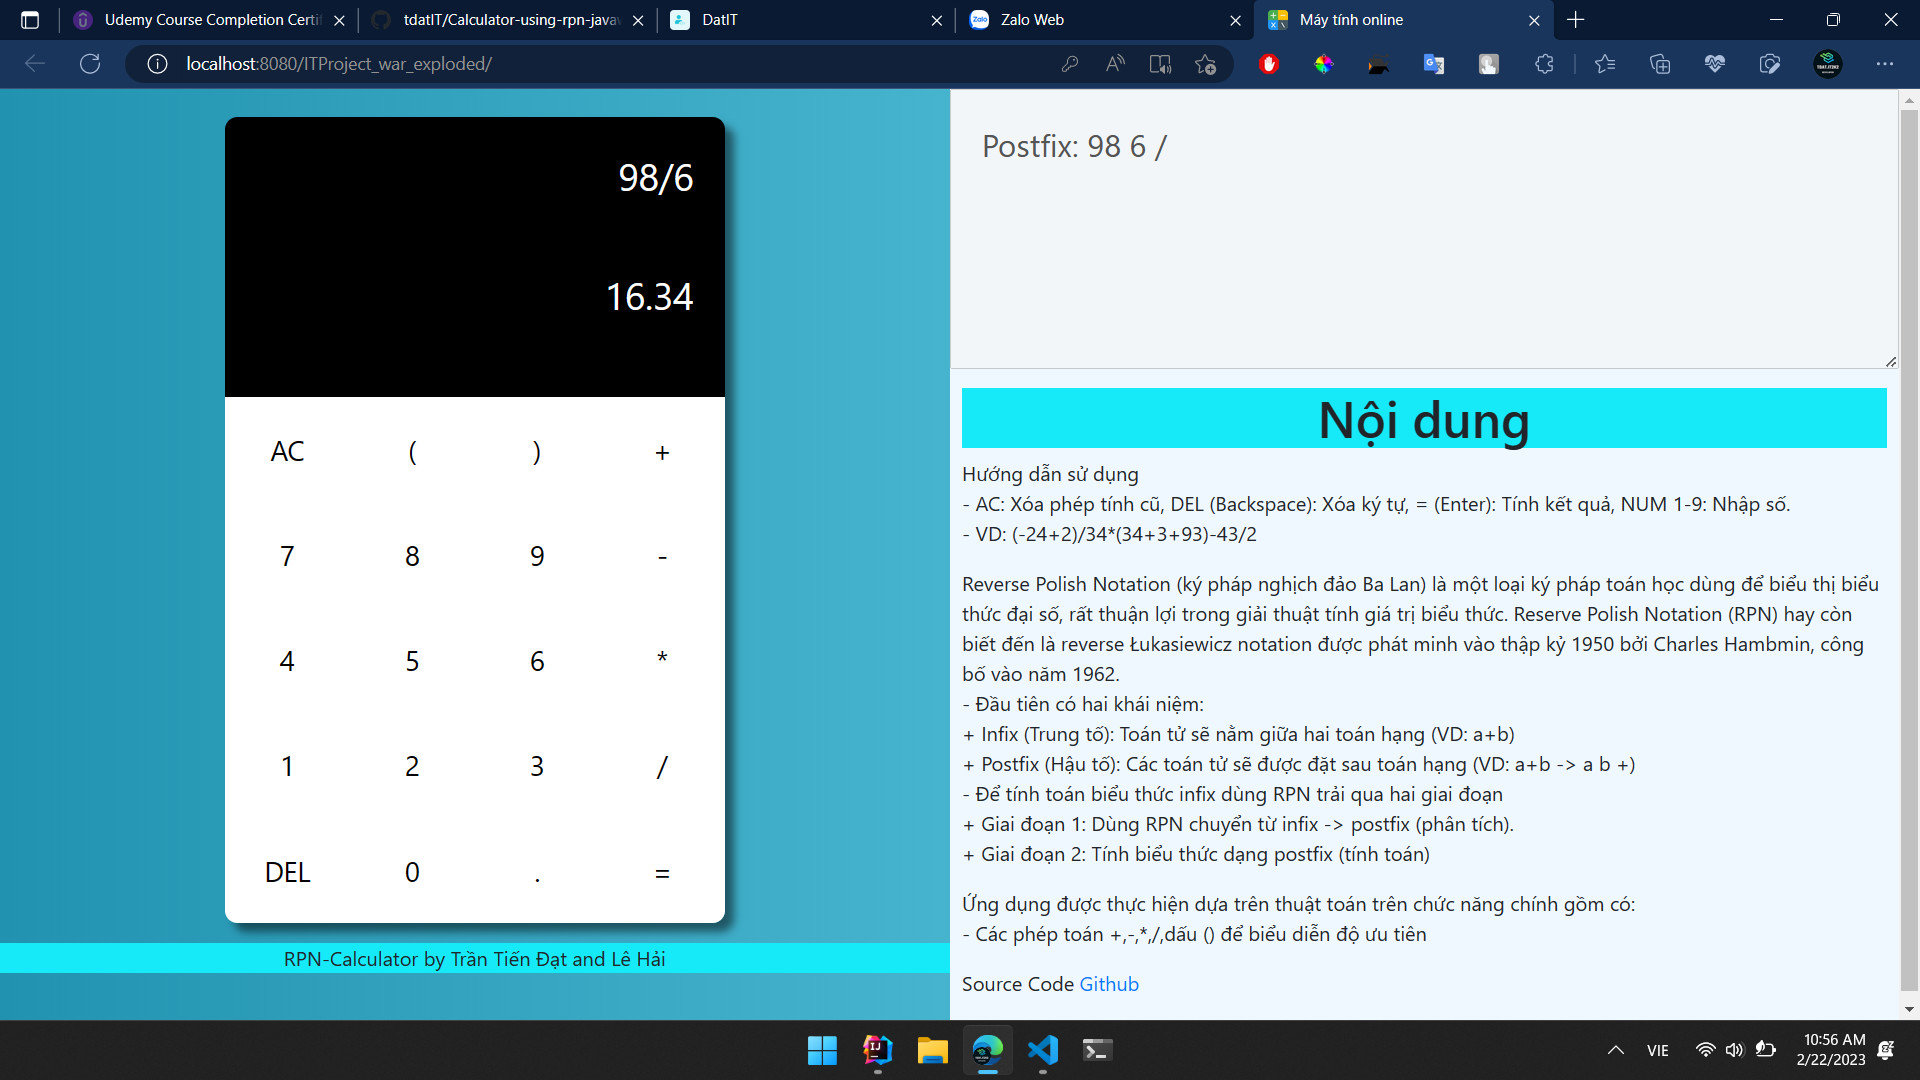 Udemy Course Completion Certif
tdatIT/Calculator-using-rpn-javaw
DatIT
Zalo Web
Máy tính online
localhost:8080/ITProject_war_exploded/
98/6
16.34
AC ( ) +
7 8 9 -
4 5 6 *
1 2 3 /
DEL 0 . =
RPN-Calculator by Trần Tiến Đạt and Lê Hải
Postfix: 98 6 /
Nội dung
Hướng dẫn sử dụng
- AC: Xóa phép tính cũ, DEL (Backspace): Xóa ký tự, = (Enter): Tính kết quả, NUM 1-9: Nhập số.
- VD: (-24+2)/34*(34+3+93)-43/2
Reverse Polish Notation (ký pháp nghịch đảo Ba Lan) là một loại ký pháp toán học dùng để biểu thị biểu
thức đại số, rất thuận lợi trong giải thuật tính giá trị biểu thức. Reserve Polish Notation (RPN) hay còn
biết đến là reverse Łukasiewicz notation được phát minh vào thập kỷ 1950 bởi Charles Hambmin, công
bố vào năm 1962.
- Đầu tiên có hai khái niệm:
+ Infix (Trung tố): Toán tử sẽ nằm giữa hai toán hạng (VD: a+b)
+ Postfix (Hậu tố): Các toán tử sẽ được đặt sau toán hạng (VD: a+b -> a b +)
- Để tính toán biểu thức infix dùng RPN trải qua hai giai đoạn
+ Giai đoạn 1: Dùng RPN chuyển từ infix -> postfix (phân tích).
+ Giai đoạn 2: Tính biểu thức dạng postfix (tính toán)
Ứng dụng được thực hiện dựa trên thuật toán trên chức năng chính gồm có:
- Các phép toán +,-,*,/,dấu () để biểu diễn độ ưu tiên
Source Code Github
VIE
10:56 AM
2/22/2023